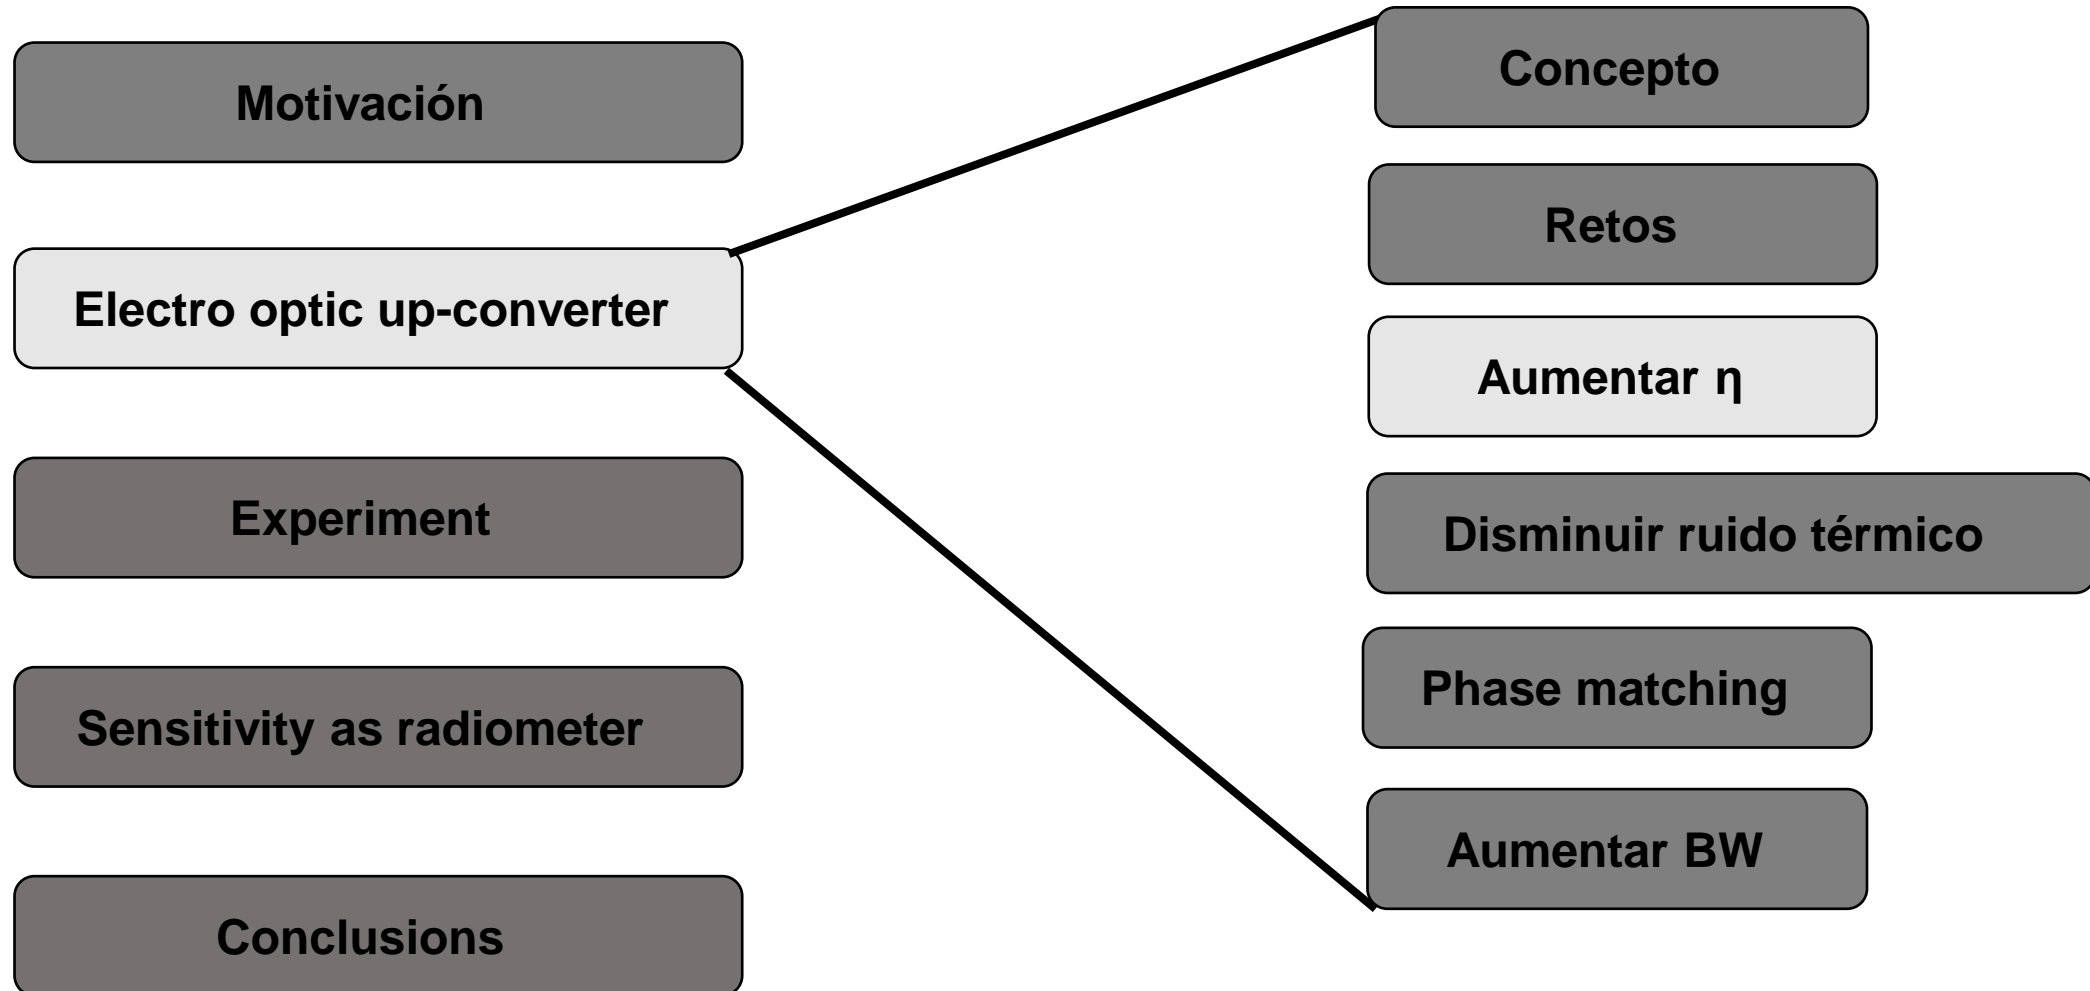 Motivación
Electro optic up-converter
Experiment
Sensitivity as radiometer
Conclusions
Concepto
Retos
Aumentar η
Disminuir ruido térmico
Phase matching
Aumentar BW